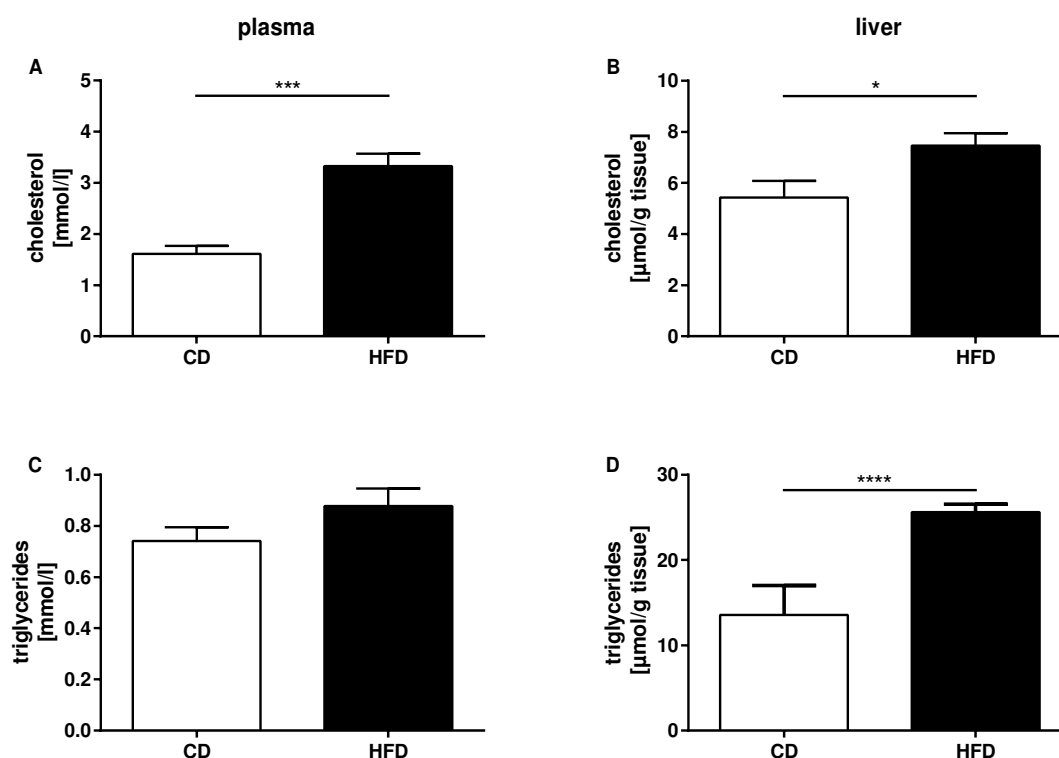 plasma
liver
A
***
cholesterol
[mmol/l]
5
4
3
2
1
0
CD
HFD
B
*
cholesterol
[µmol/g tissue]
10
8
6
4
2
0
CD
HFD
C
triglycerides
[mmol/l]
1.0
0.8
0.6
0.4
0.2
0.0
CD
HFD
D
****
triglycerides
[µmol/g tissue]
30
20
10
0
CD
HFD